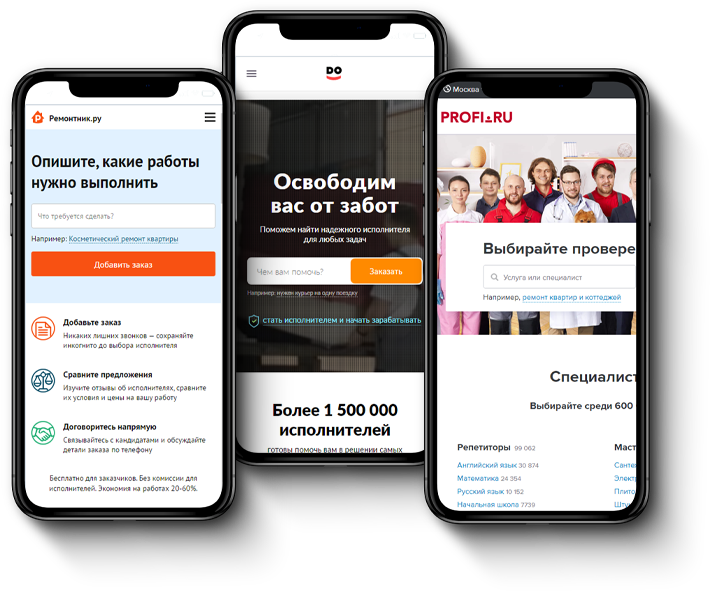 Ремонтник.ру
Опишите, какие работы
нужно выполнить
Что требуется сделать?
Например: Косметический ремонт квартиры
Добавить заказ
Добавьте заказ
Никаких лишних звонков — сохраняйте
инкогнито до выбора исполнителя
Сравните предложения
Изучите отзывы об исполнителях, сравните
их условия и цены на вашу работу
Договоритесь напрямую
Связывайтесь с кандидатами и обсуждайте
детали заказа по телефону
Бесплатно для заказчиков. Без комиссии для
исполнителей. Экономия на работах 20-60%.
DO
Освободим
вас от забот
Поможем найти надежного исполнителя
для любых задач
Чем вам помочь?
Заказать
Например, нужен курьер на одну поездку
стать исполнителем и начать зарабатывать
Более 1 500 000
исполнителей
готовы помочь вам в решении самых
Москва
PROFI.RU
Выбирайте провере
Услуга или специалист
Например, ремонт квартир и коттеджей
Специалист
Выбирайте среди 600
Репетиторы 99 062
Английский язык 30 874
Математика 24 354
Русский язык 10 152
Начальная школа 7739
Маст
Санте
Электр
Плито
Штук